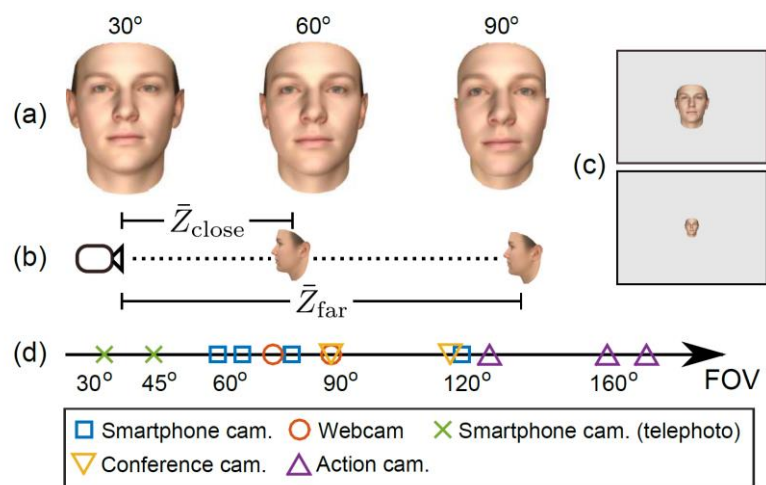 30° 60° 90°
(a)
(c)
Z̄close
(b)
Z̄far
(d)
30° 45° 60° 90° 120° 160° FOV
Smartphone cam. Webcam Smartphone cam. (telephoto)
Conference cam. Action cam.